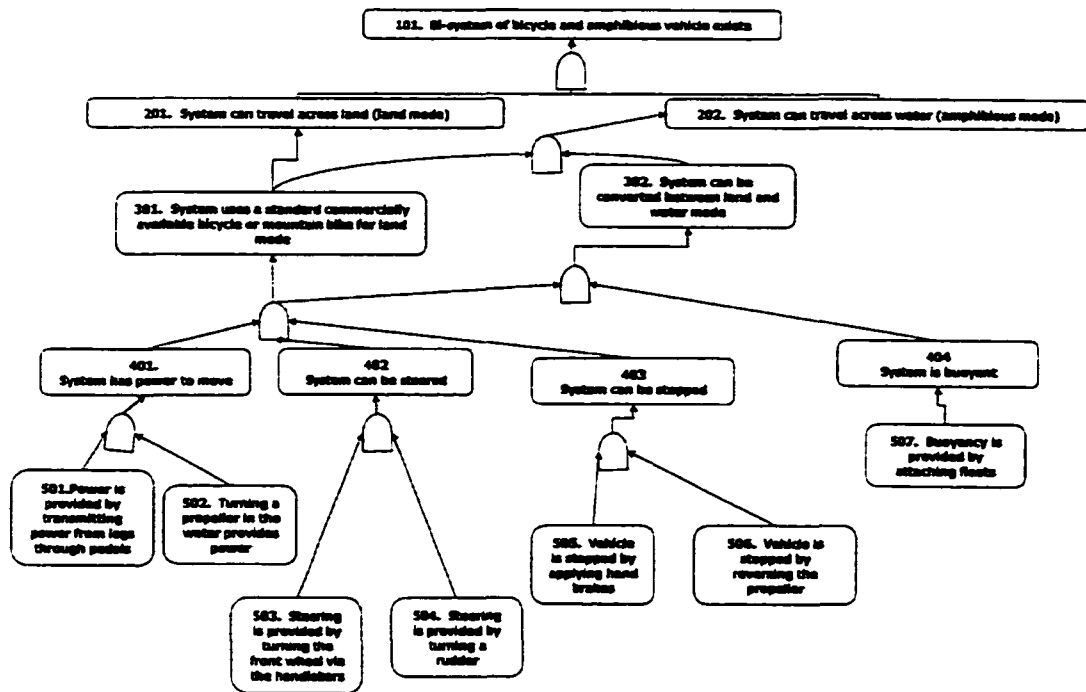 101. Bi-system of bicycle and amphibious vehicle exists
201. System can travel across land (land mode)
202. System can travel across water (amphibious mode)
301. System uses a standard commercially
available bicycle or mountain bike for land
mode
302. System can be
converted between land and
water mode
401.
System has power to move
402
System can be steered
403
System can be stopped
404
System is buoyant
501.Power is
provided by
transmitting
power from legs
through pedals
502. Turning a
propeller in the
water provides
power
503. Steering
is provided by
turning the
front wheel via
the handlebars
504. Steering
is provided by
turning a
rudder
505. Vehicle
is stopped by
applying hand
brakes
506. Vehicle is
stopped by
reversing the
propeller
507. Buoyancy is
provided by
attaching floats